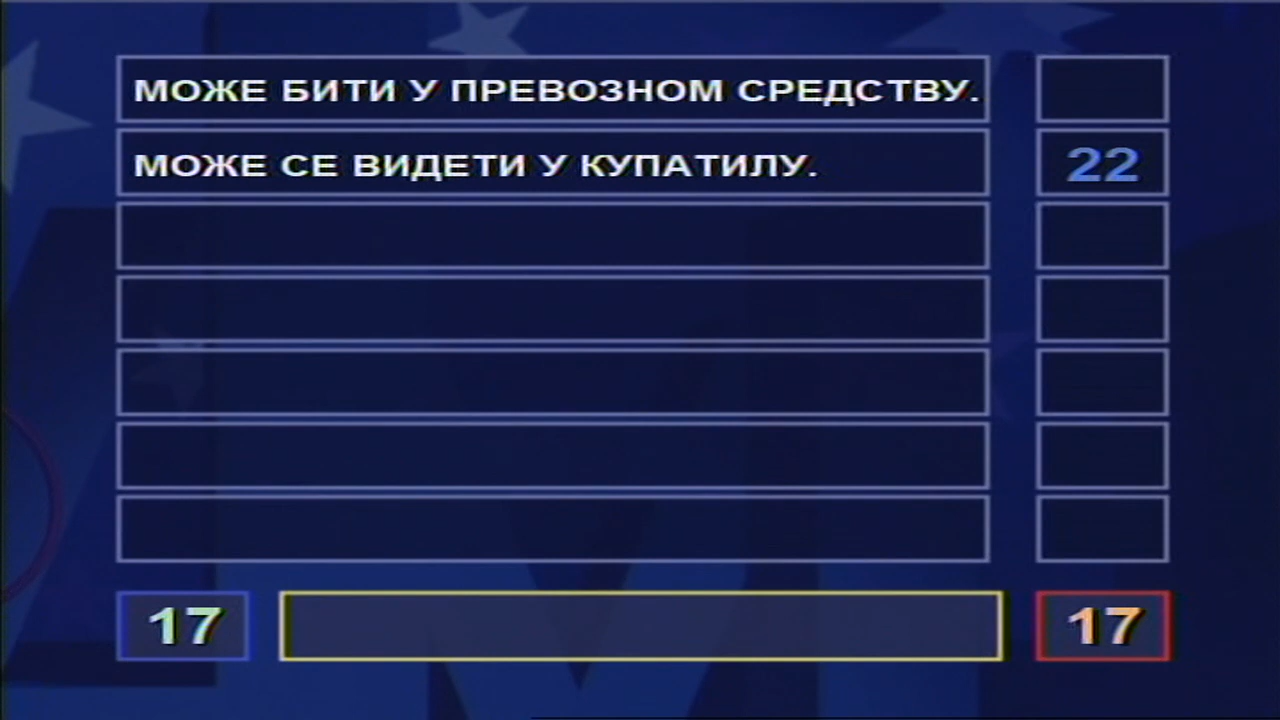 МОЖЕ БИТИ У ПРЕВОЗНОМ СРЕДСТВУ.
МОЖЕ СЕ ВИДЕТИ У КУПАТИЛУ. 22
17 17